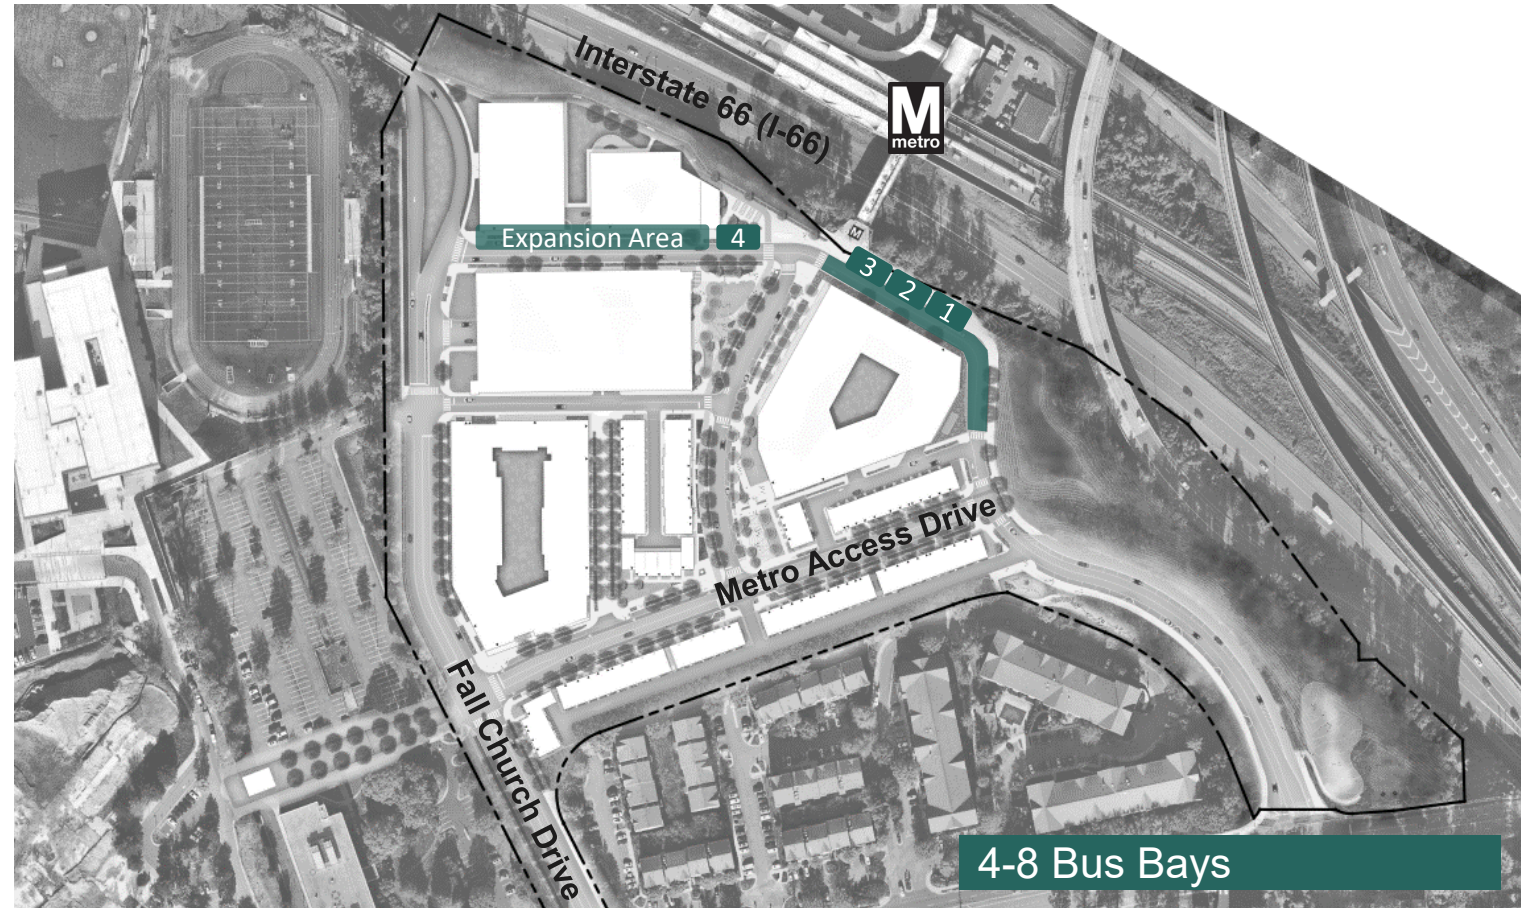 Interstate 66 (I-66)
M
metro
M
Expansion Area
4
3
2
1
Metro Access Drive
Fall Church Drive
4-8 Bus Bays